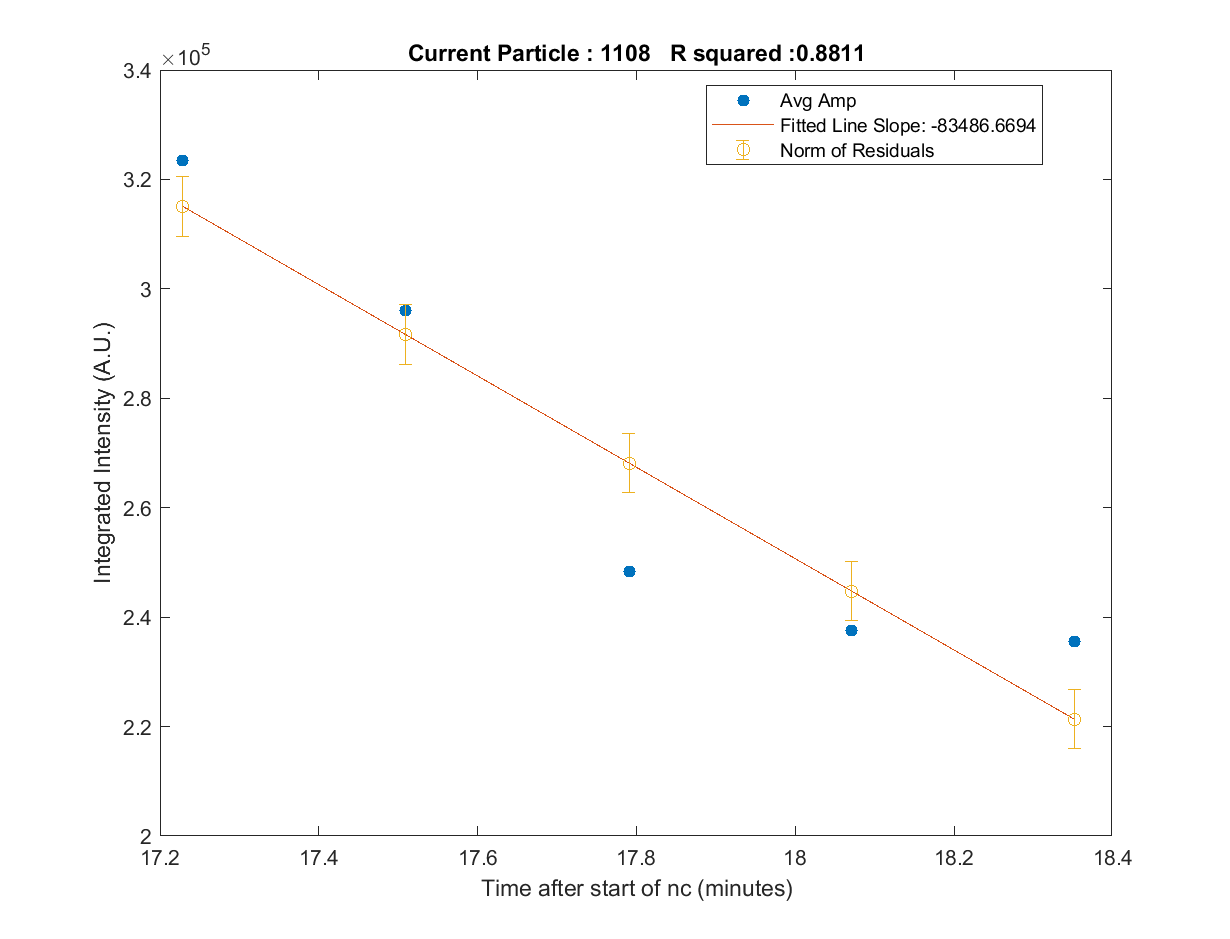 Current Particle : 1108   R squared :0.8811
×10^5
Avg Amp
Fitted Line Slope: -83486.6694
Norm of Residuals
3.4
3.2
3
2.8
2.6
2.4
2.2
2
Integrated Intensity (A.U.)
17.2 17.4 17.6 17.8 18 18.2 18.4
Time after start of nc (minutes)